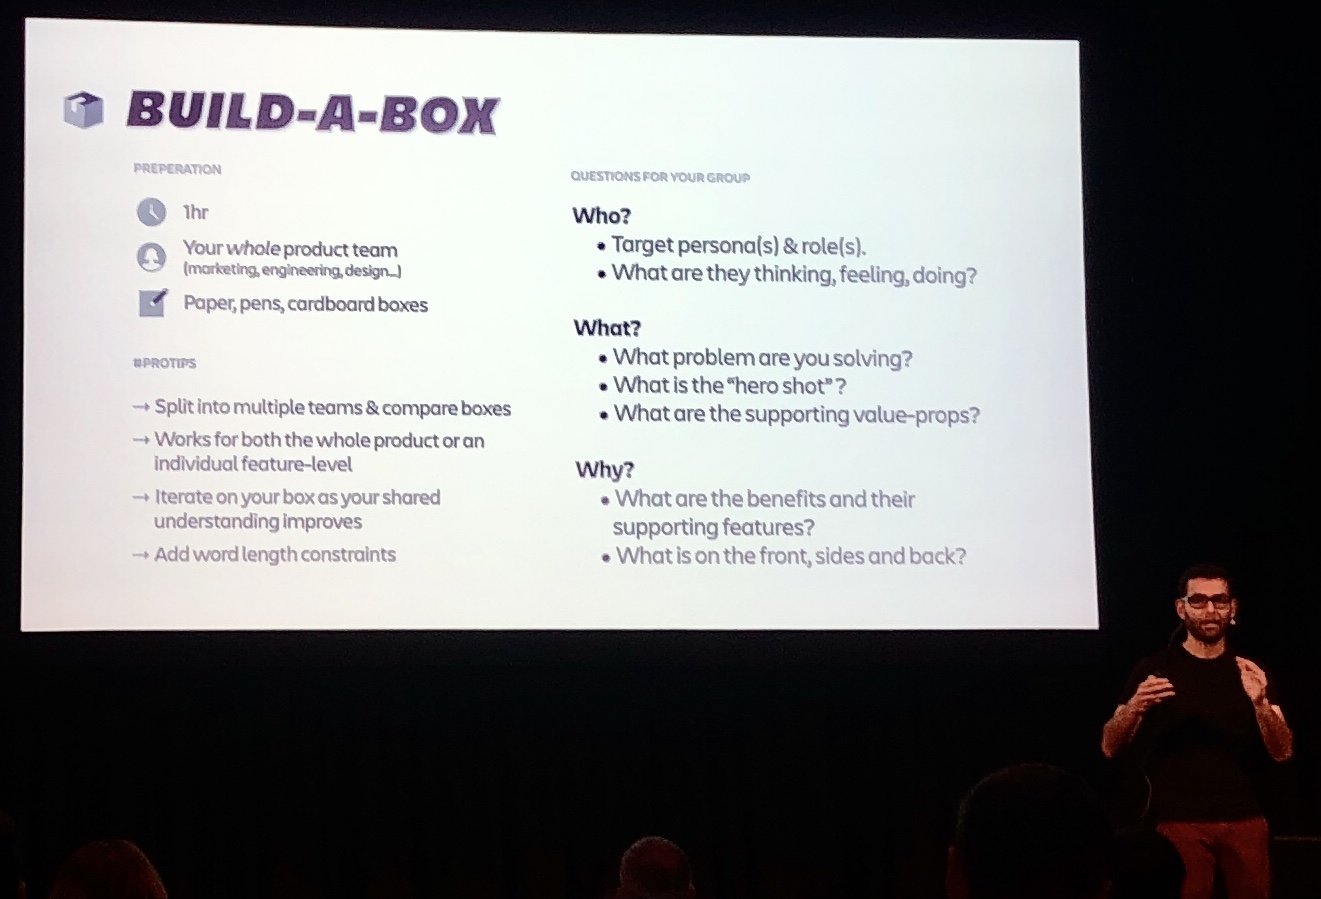 BUILD-A-BOX
PREPERATION
1hr
Your whole product team
(marketing, engineering, design...)
Paper, pens, cardboard boxes
#PROTIPS
→ Split into multiple teams & compare boxes
→ Works for both the whole product or an
individual feature-level
→ Iterate on your box as your shared
understanding improves
→ Add word length constraints
QUESTIONS FOR YOUR GROUP
Who?
• Target persona(s) & role(s).
• What are they thinking, feeling, doing?
What?
• What problem are you solving?
• What is the “hero shot” ?
• What are the supporting value-props?
Why?
• What are the benefits and their
supporting features?
• What is on the front, sides and back?